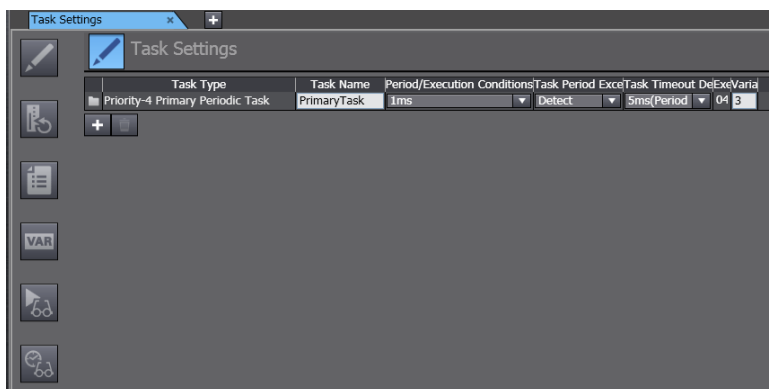 Task Settings
Task Settings
Task Type Task Name Period/Execution Conditions Task Period Exce Task Timeout De Exe Varia
Priority-4 Primary Periodic Task PrimaryTask 1ms Detect 5ms(Period 04 3
VAR